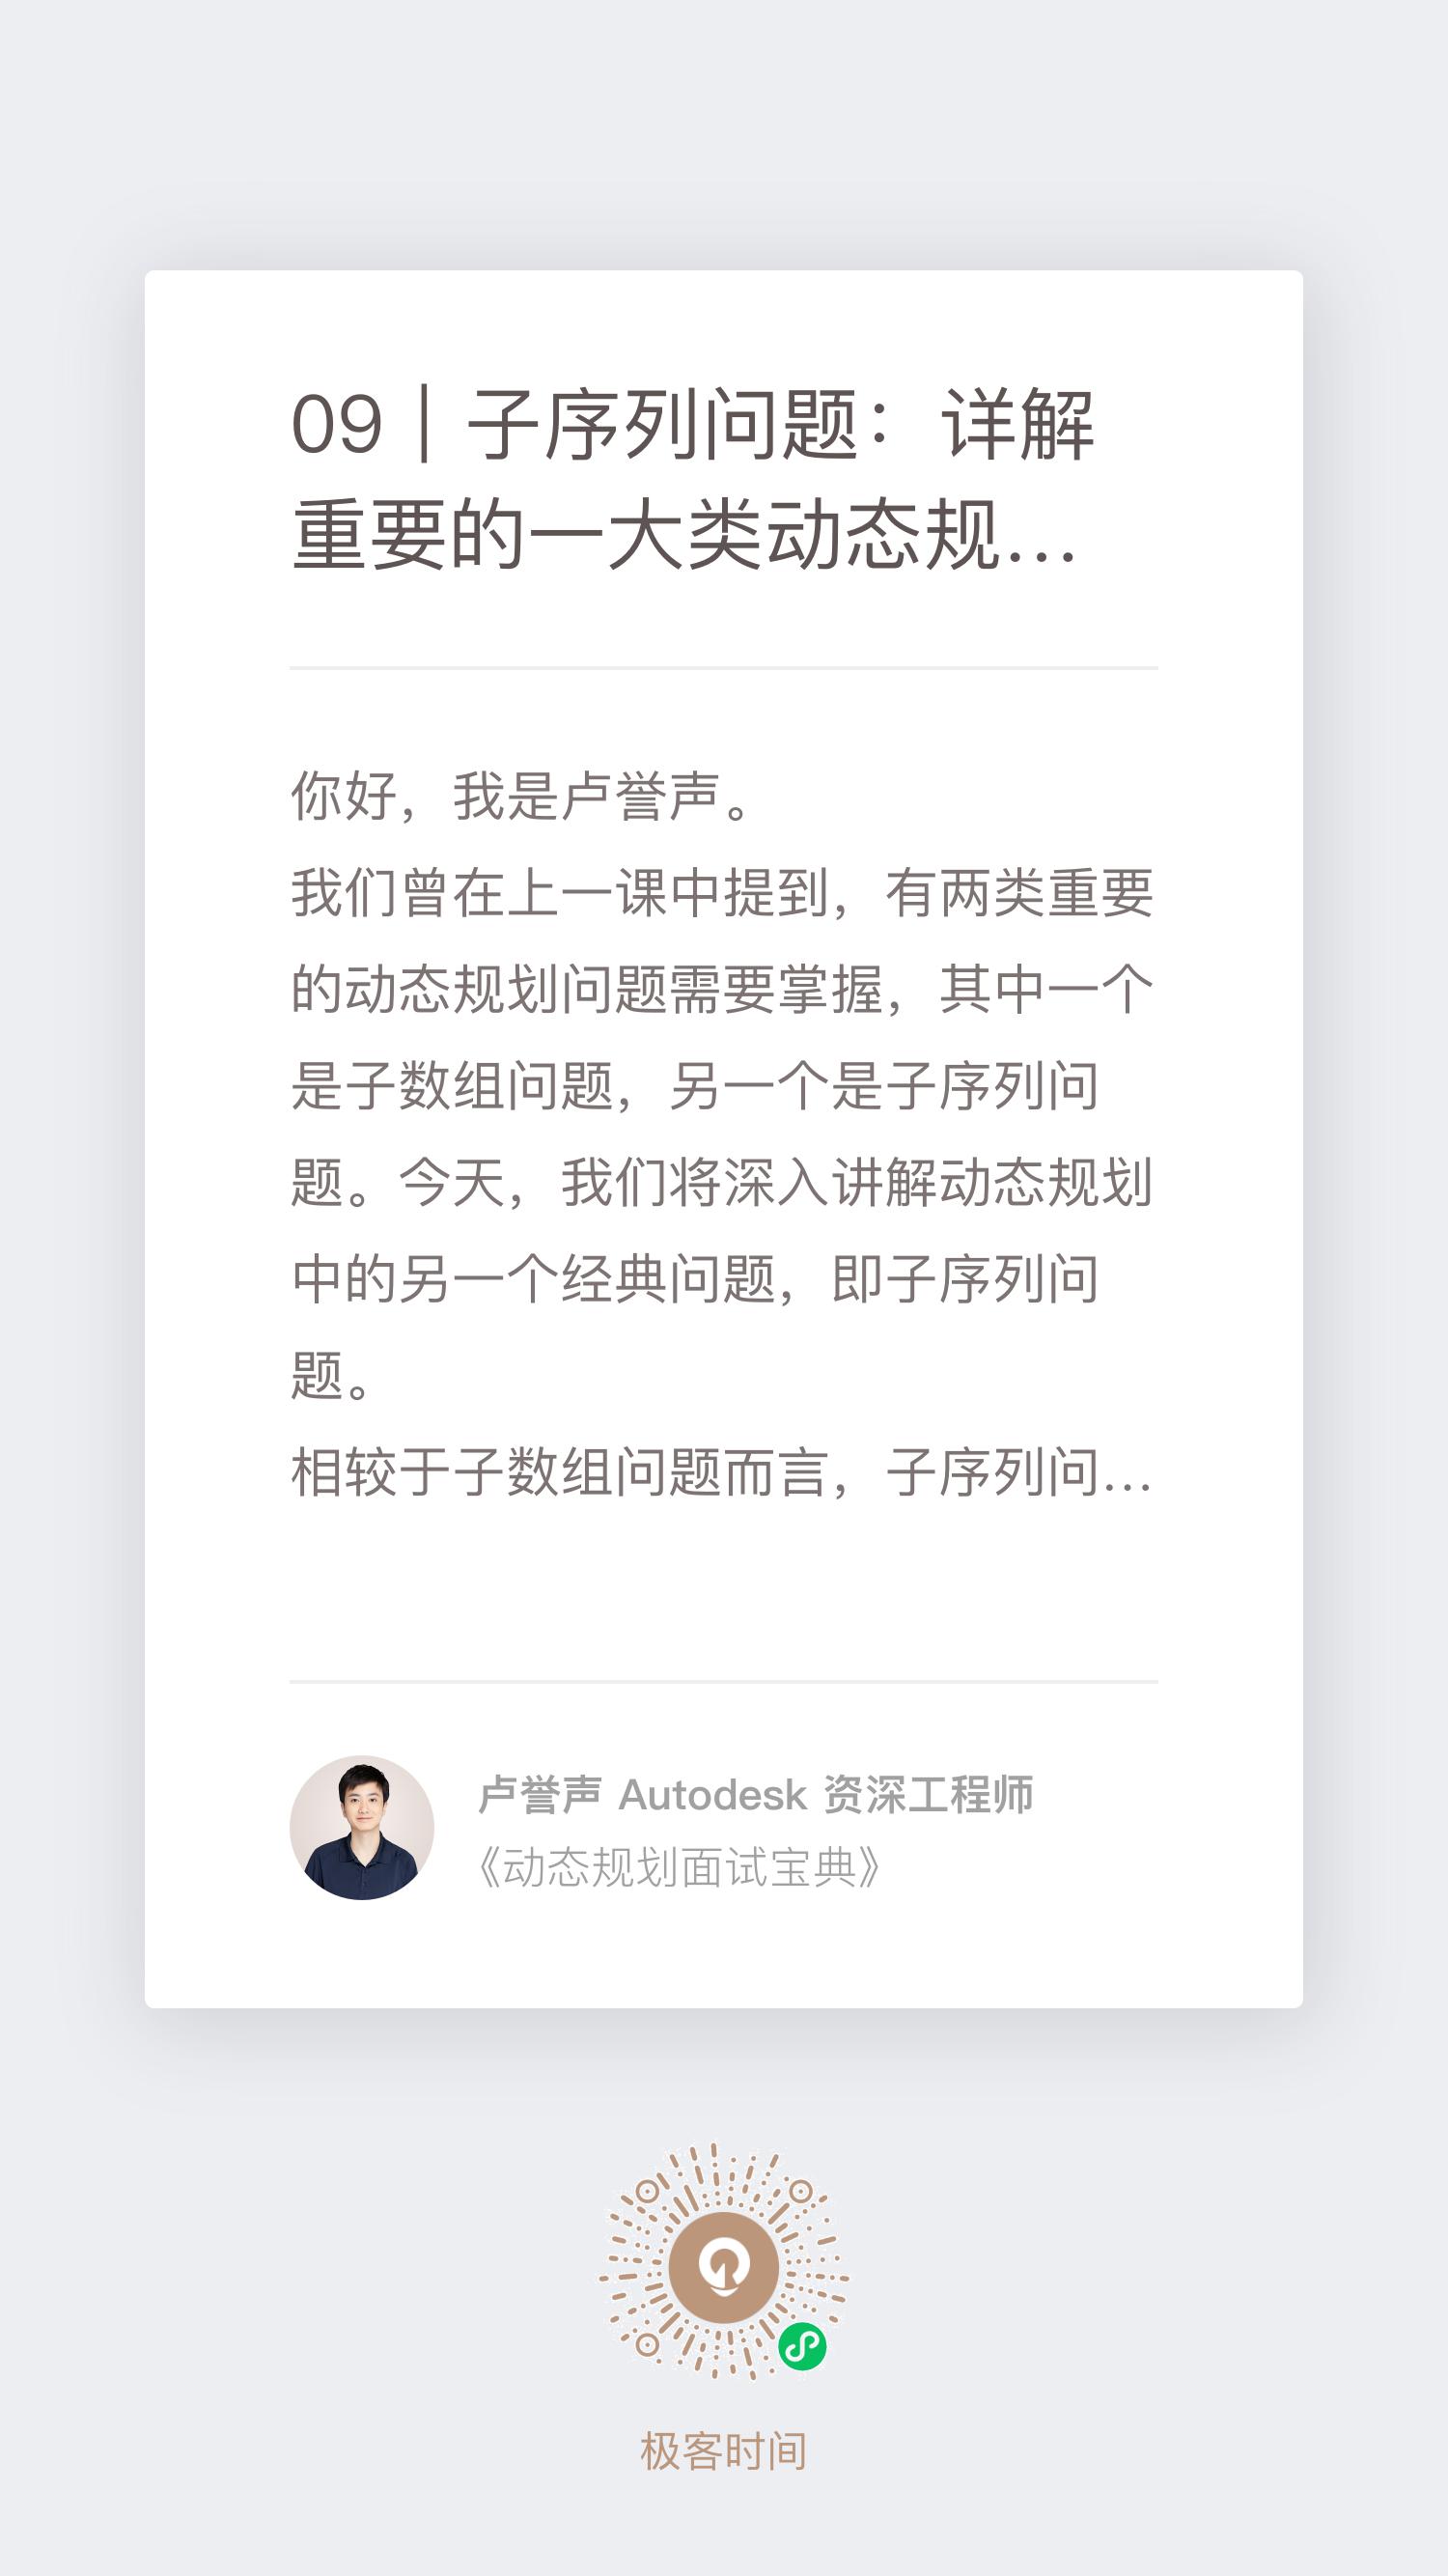 09｜子序列问题：详解
重要的一大类动态规...
你好，我是卢誉声。
我们曾在上一课中提到，有两类重要
的动态规划问题需要掌握，其中一个
是子数组问题，另一个是子序列问
题。今天，我们将深入讲解动态规划
中的另一个经典问题，即子序列问
题。
相较于子数组问题而言，子序列问...
卢誉声 Autodesk 资深工程师
《动态规划面试宝典》
极客时间